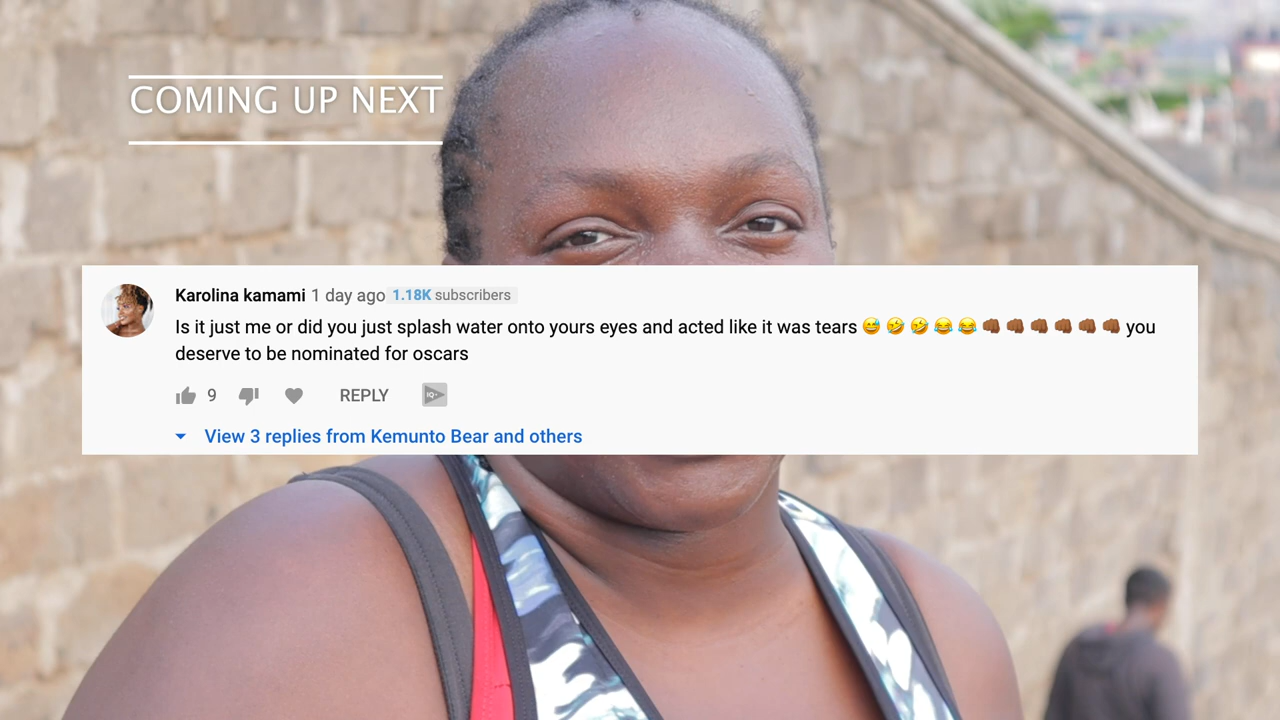 COMING UP NEXT
Karolina kamami 1 day ago 1.18K subscribers
Is it just me or did you just splash water onto yours eyes and acted like it was tears 😅🤣🤣😂😂👊🏾👊🏾👊🏾👊🏾👊🏾👊🏾 you
deserve to be nominated for oscars
9 REPLY IQ+
View 3 replies from Kemunto Bear and others